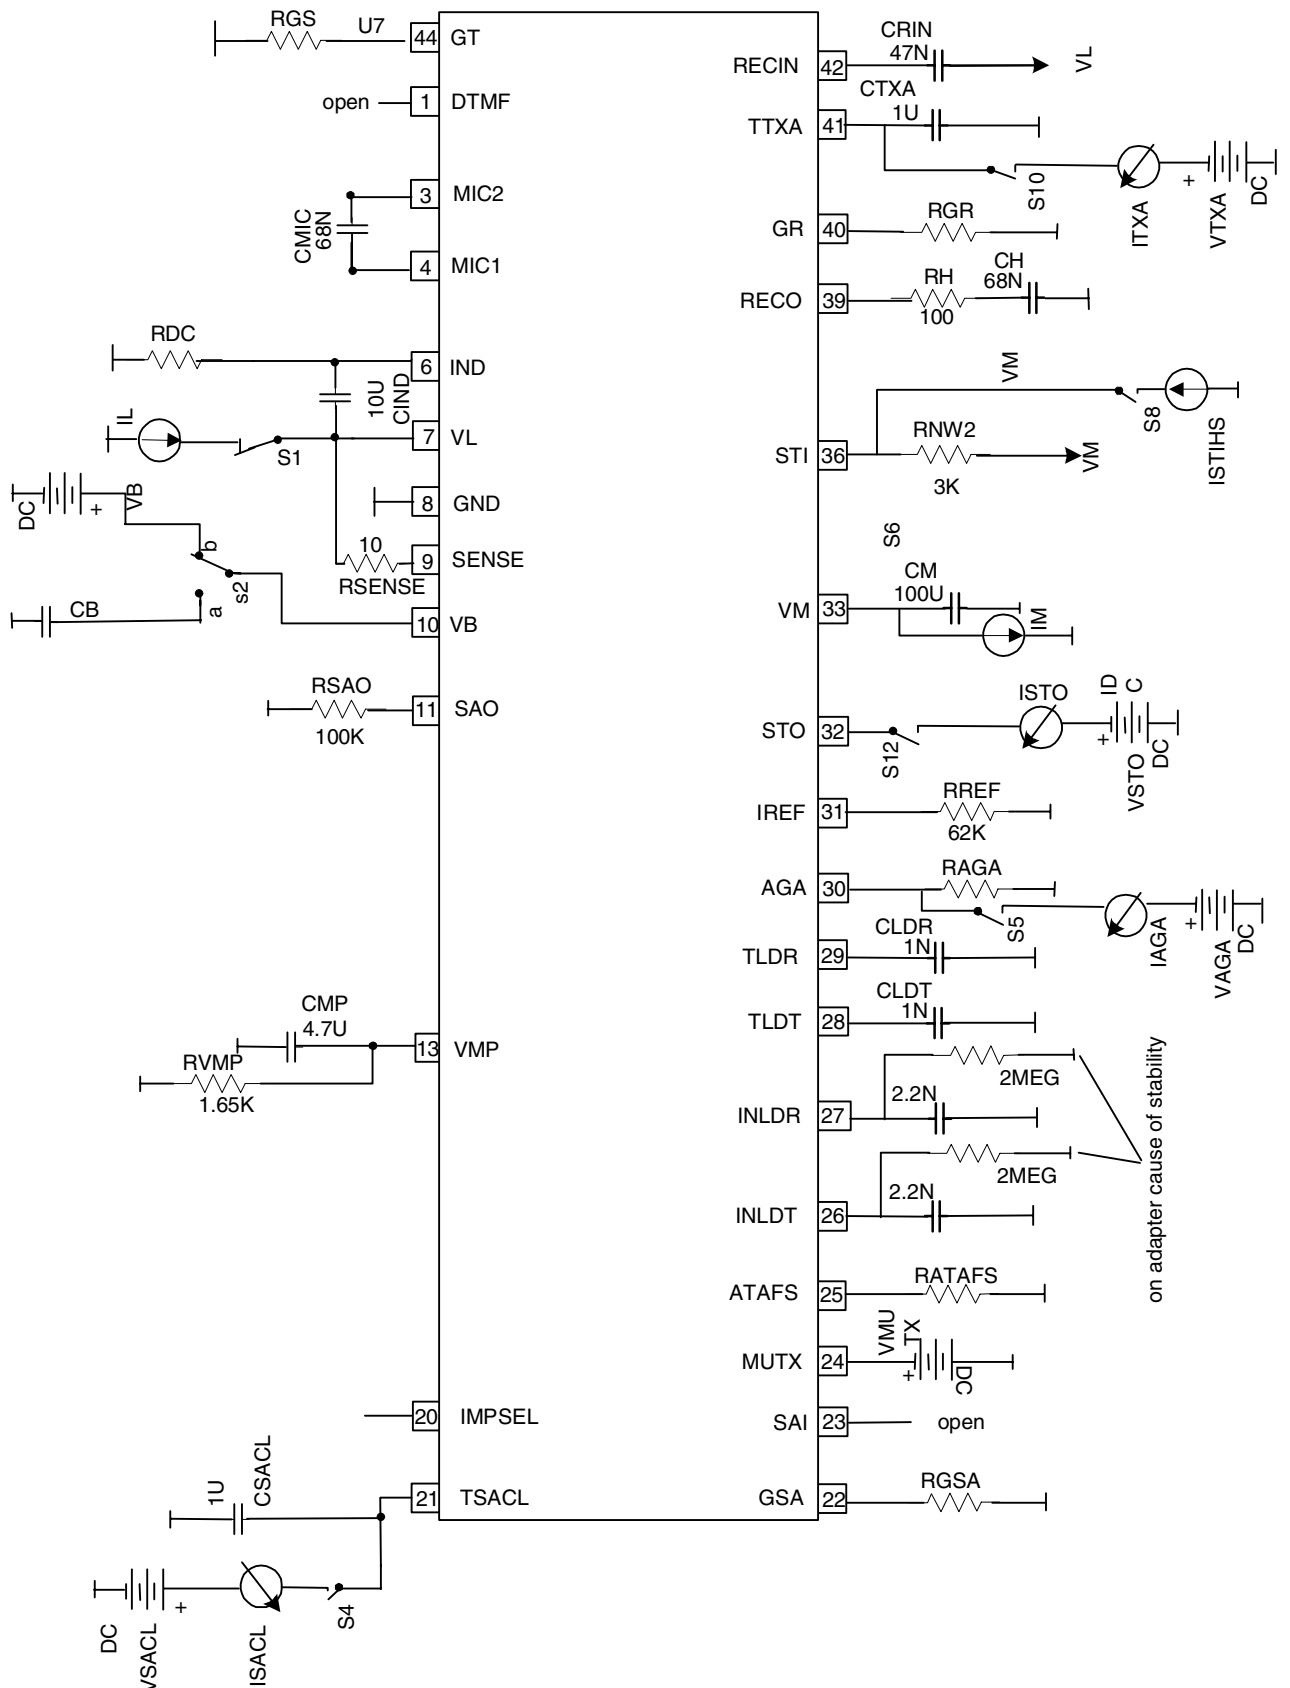 RGS
U7
44 GT
open
1 DTMF
3 MIC2
CMIC
68N
4 MIC1
RDC
6 IND
10U
CIND
IL
S1
7 VL
DC
+
VB
8 GND
b
s2
a
10
RSENSE
9 SENSE
CB
10 VB
RSAO
100K
11 SAO
CMP
4.7U
RVMP
1.65K
13 VMP
20 IMPSEL
1U
CSACL
21 TSACL
DC
VSACL
+
ISACL
S4
RECIN 42
CRIN
47N
VL
TTXA 41
CTXA
1U
S10
ITXA
+
VTXA
DC
GR 40
RGR
RECO 39
RH
100
CH
68N
STI 36
VM
S8
ISTIHS
RNW2
3K
VM
S6
VM 33
CM
100U
IM
STO 32
S12
ISTO
ID
C
+
VSTO
DC
IREF 31
RREF
62K
AGA 30
RAGA
S5
IAGA
+
VAGA
DC
TLDR 29
CLDR
1N
TLDT 28
CLDT
1N
INLDR 27
2MEG
2.2N
INLDT 26
2MEG
2.2N
on adapter cause of stability
ATAFS 25
RATAFS
MUTX 24
VMU
TX
+
DC
SAI 23
open
GSA 22
RGSA